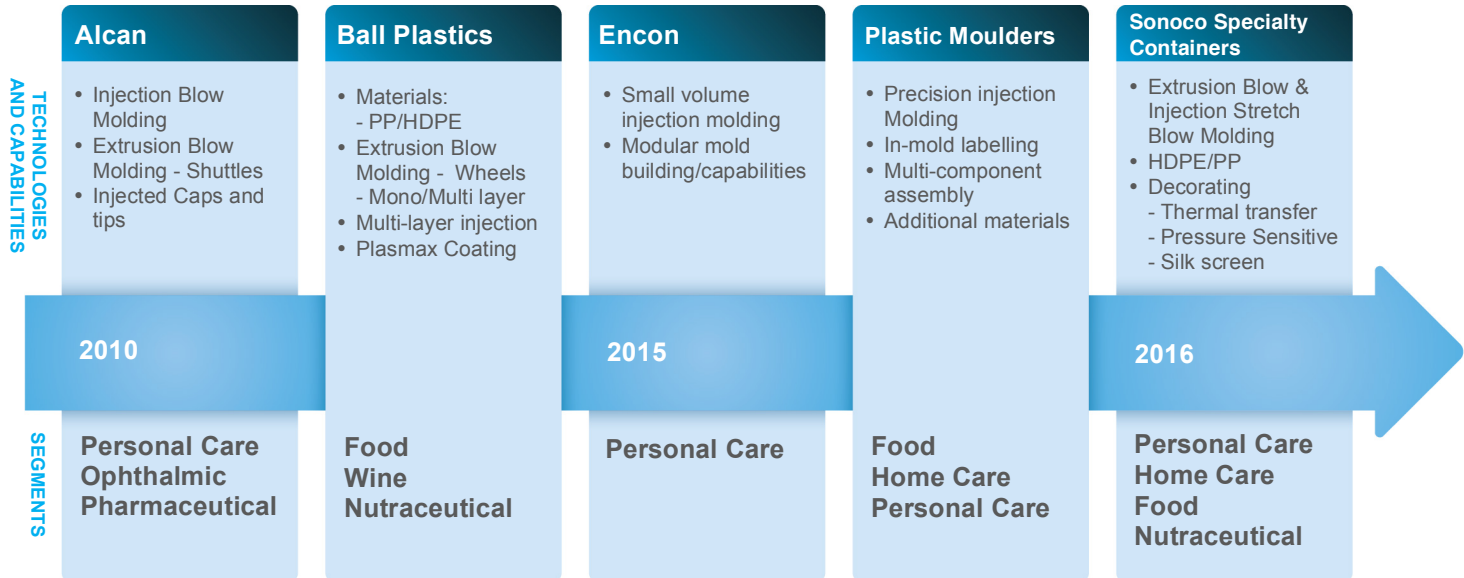 TECHNOLOGIES
AND CAPABILITIES
Alcan
• Injection Blow
Molding
• Extrusion Blow
Molding - Shuttles
• Injected Caps and
tips
Ball Plastics
• Materials:
- PP/HDPE
• Extrusion Blow
Molding - Wheels
- Mono/Multi layer
• Multi-layer injection
• Plasmax Coating
Encon
• Small volume
injection molding
• Modular mold
building/capabilities
Plastic Moulders
• Precision injection
Molding
• In-mold labelling
• Multi-component
assembly
• Additional materials
Sonoco Specialty
Containers
• Extrusion Blow &
Injection Stretch
Blow Molding
• HDPE/PP
• Decorating
- Thermal transfer
- Pressure Sensitive
- Silk screen
2010
2015
2016
SEGMENTS
Personal Care
Ophthalmic
Pharmaceutical
Food
Wine
Nutraceutical
Personal Care
Food
Home Care
Personal Care
Personal Care
Home Care
Food
Nutraceutical